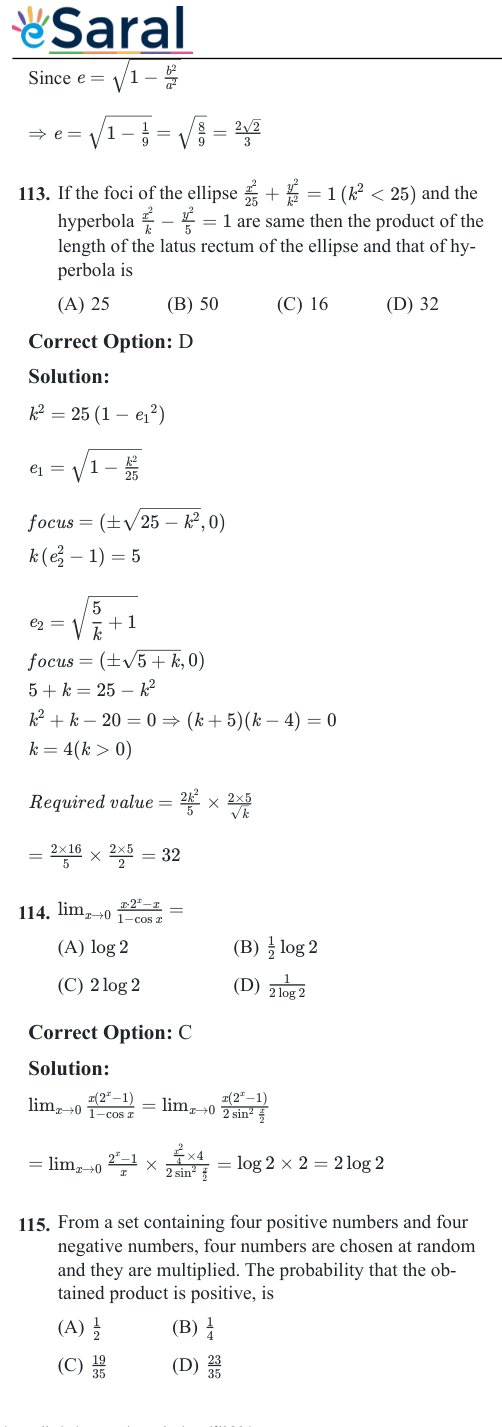 eSaral
Since e = √(1 − b²/a²)
⇒ e = √(1 − 1/9) = √(8/9) = 2√2/3
113. If the foci of the ellipse x²/25 + y²/k² = 1 (k² < 25) and the
hyperbola x²/k − y²/5 = 1 are same then the product of the
length of the latus rectum of the ellipse and that of hy-
perbola is
(A) 25 (B) 50 (C) 16 (D) 32
Correct Option: D
Solution:
k² = 25 (1 − e₁²)
e₁ = √(1 − k²/25)
focus = (±√(25 − k²), 0)
k (e₂² − 1) = 5
e₂ = √(5/k + 1)
focus = (±√(5 + k), 0)
5 + k = 25 − k²
k² + k − 20 = 0 ⇒ (k + 5)(k − 4) = 0
k = 4(k > 0)
Required value = 2k²/5 × 2×5/√k
= 2×16/5 × 2×5/2 = 32
114. lim x→0 (x·2ˣ−x)/(1−cos x) =
(A) log 2 (B) 1/2 log 2
(C) 2 log 2 (D) 1/(2 log 2)
Correct Option: C
Solution:
lim x→0 x(2ˣ−1)/(1−cos x) = lim x→0 x(2ˣ−1)/(2 sin² x/2)
= lim x→0 (2ˣ−1)/x × (x²/4 ×4)/(2 sin² x/2) = log 2 × 2 = 2 log 2
115. From a set containing four positive numbers and four
negative numbers, four numbers are chosen at random
and they are multiplied. The probability that the ob-
tained product is positive, is
(A) 1/2 (B) 1/4
(C) 19/35 (D) 23/35